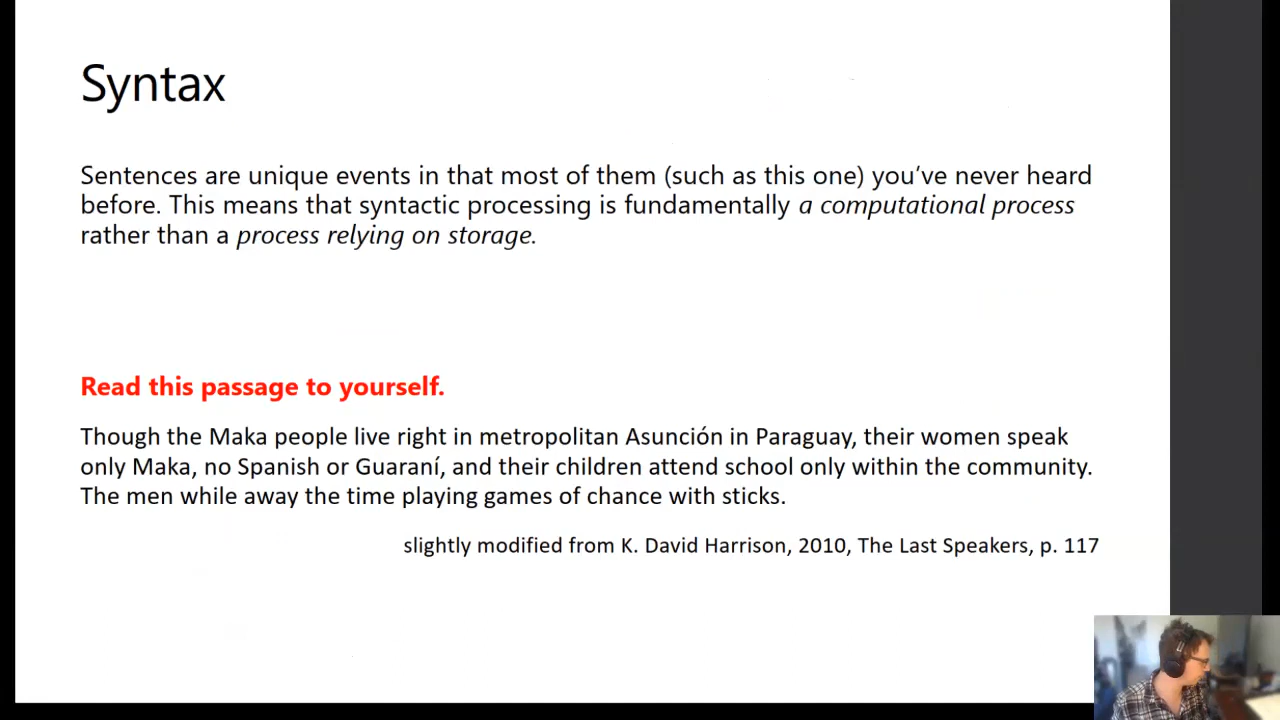 Syntax
Sentences are unique events in that most of them (such as this one) you've never heard
before. This means that syntactic processing is fundamentally a computational process
rather than a process relying on storage.
Read this passage to yourself.
Though the Maka people live right in metropolitan Asunción in Paraguay, their women speak
only Maka, no Spanish or Guaraní, and their children attend school only within the community.
The men while away the time playing games of chance with sticks.
slightly modified from K. David Harrison, 2010, The Last Speakers, p. 117